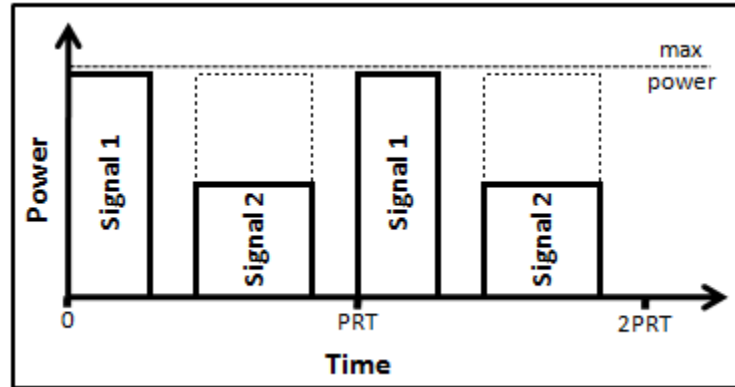 max
power
Power
Signal 1
Signal 2
Signal 1
Signal 2
0
PRT
2PRT
Time